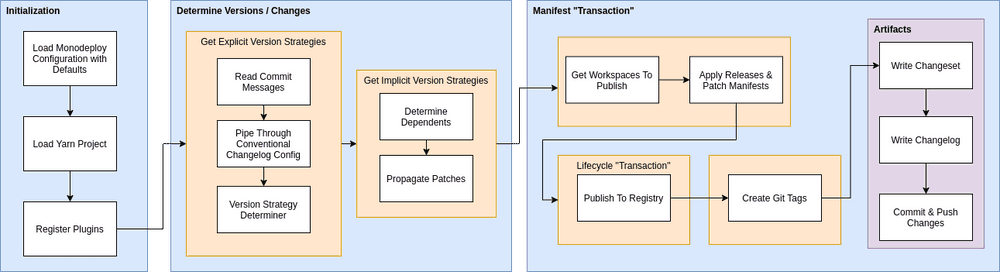 Initialization
Load Monodeploy
Configuration with
Defaults
Load Yarn Project
Register Plugins
Determine Versions / Changes
Get Explicit Version Strategies
Read Commit
Messages
Pipe Through
Conventional
Changelog Config
Version Strategy
Determiner
Get Implicit Version Strategies
Determine
Dependents
Propagate Patches
Manifest "Transaction"
Get Workspaces To
Publish
Apply Releases &
Patch Manifests
Lifecycle "Transaction"
Publish To Registry
Create Git Tags
Artifacts
Write Changeset
Write Changelog
Commit & Push
Changes